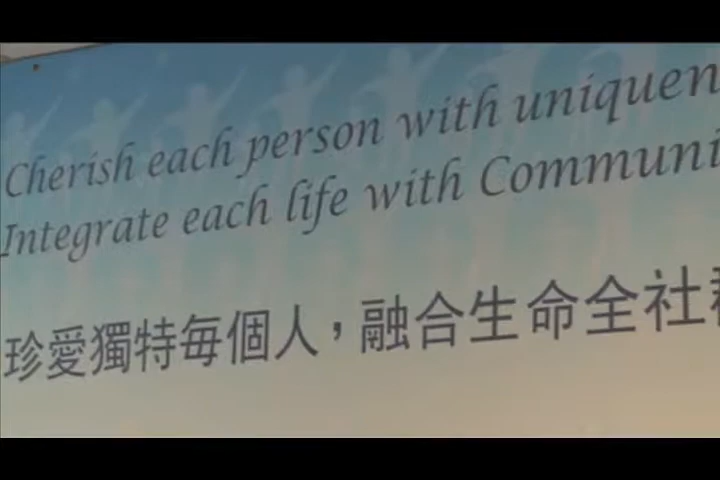 Cherish each person with uniquen
Integrate each life with Communi
珍愛獨特每個人，融合生命全社